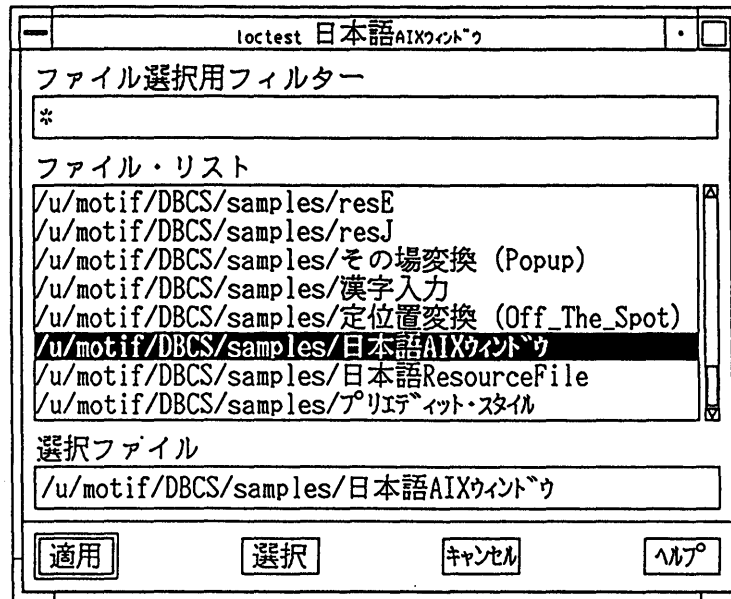 loctest 日本語AIXｳｨﾝﾄﾞｳ
ファイル選択用フィルター
*
ファイル・リスト
/u/motif/DBCS/samples/resE
/u/motif/DBCS/samples/resJ
/u/motif/DBCS/samples/その場変換 (Popup)
/u/motif/DBCS/samples/漢字入力
/u/motif/DBCS/samples/定位置変換 (Off_The_Spot)
/u/motif/DBCS/samples/日本語AIXｳｨﾝﾄﾞｳ
/u/motif/DBCS/samples/日本語ResourceFile
/u/motif/DBCS/samples/ﾌﾟﾘｴﾃﾞｨｯﾄ･ｽﾀｲﾙ
選択ファイル
/u/motif/DBCS/samples/日本語AIXｳｨﾝﾄﾞｳ
適用 選択 ｷｬﾝｾﾙ ﾍﾙﾌﾟ